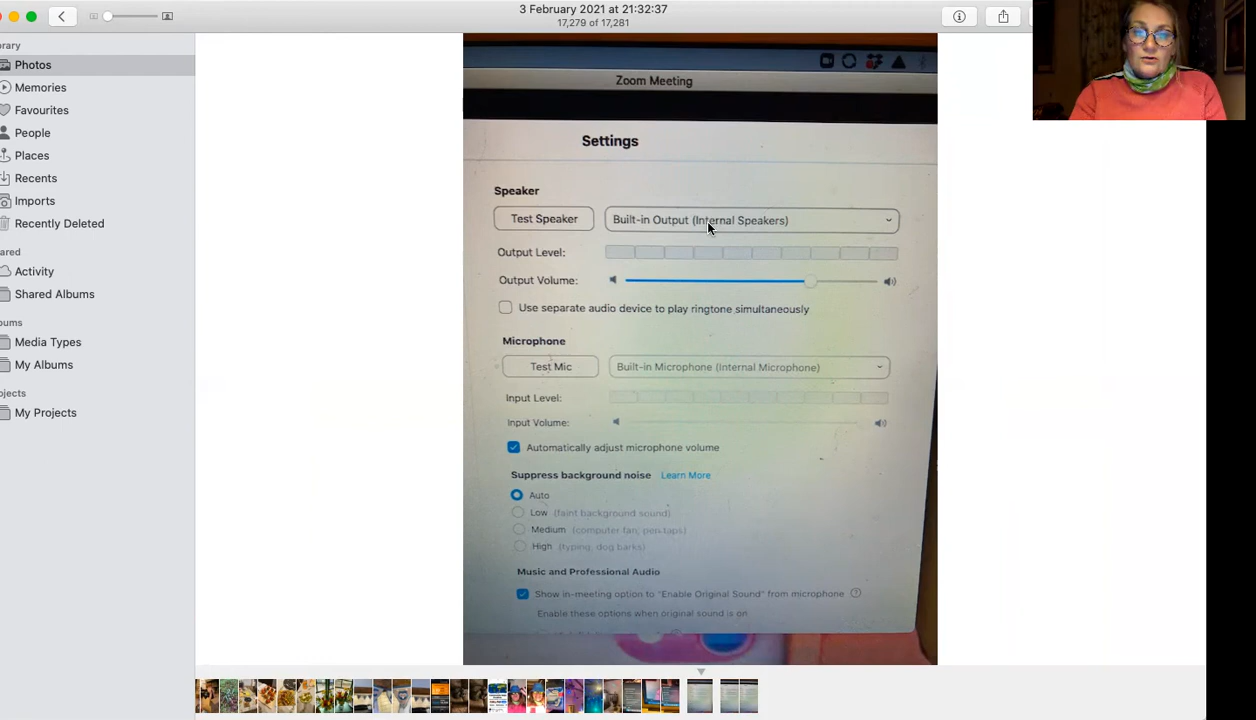 3 February 2021 at 21:32:37
17,279 of 17,281
brary
Photos
Memories
Favourites
People
Places
Recents
Imports
Recently Deleted
ared
Activity
Shared Albums
bums
Media Types
My Albums
ojects
My Projects
Zoom Meeting
Settings
Speaker
Test Speaker
Built-in Output (Internal Speakers)
Output Level:
Output Volume:
Use separate audio device to play ringtone simultaneously
Microphone
Test Mic
Built-in Microphone (Internal Microphone)
Input Level:
Input Volume:
Automatically adjust microphone volume
Suppress background noise Learn More
Auto
Low (faint background sound)
Medium (computer fan, pen taps)
High (typing, dog barks)
Music and Professional Audio
Show in-meeting option to "Enable Original Sound" from microphone
Enable these options when original sound is on